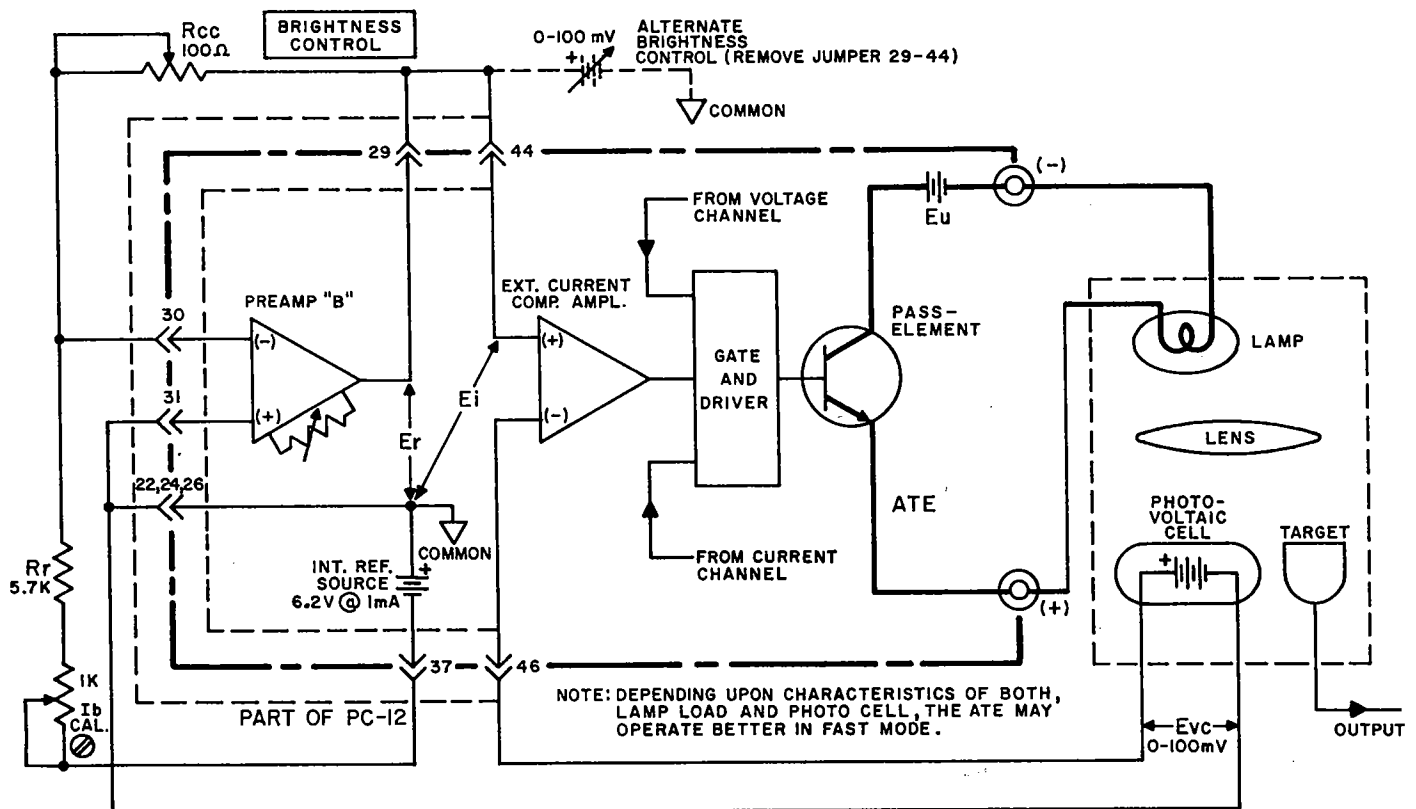 Rcc
100Ω
BRIGHTNESS
CONTROL
0-100 mV
+
ALTERNATE
BRIGHTNESS
CONTROL (REMOVE JUMPER 29-44)
COMMON
29
44
(-)
FROM VOLTAGE
CHANNEL
Eu
PREAMP "B"
EXT. CURRENT
COMP. AMPL.
30
(-)
31
(+)
Er
Ei
(+)
(-)
GATE
AND
DRIVER
PASS-
ELEMENT
LAMP
LENS
22,24,26
COMMON
ATE
PHOTO-
VOLTAIC
CELL
+
TARGET
FROM CURRENT
CHANNEL
INT. REF.
SOURCE
6.2V @ 1mA
+
(+)
Rr
5.7K
1K
Ib
CAL.
37
46
PART OF PC-12
NOTE: DEPENDING UPON CHARACTERISTICS OF BOTH,
LAMP LOAD AND PHOTO CELL, THE ATE MAY
OPERATE BETTER IN FAST MODE.
Evc
0-100mV
OUTPUT